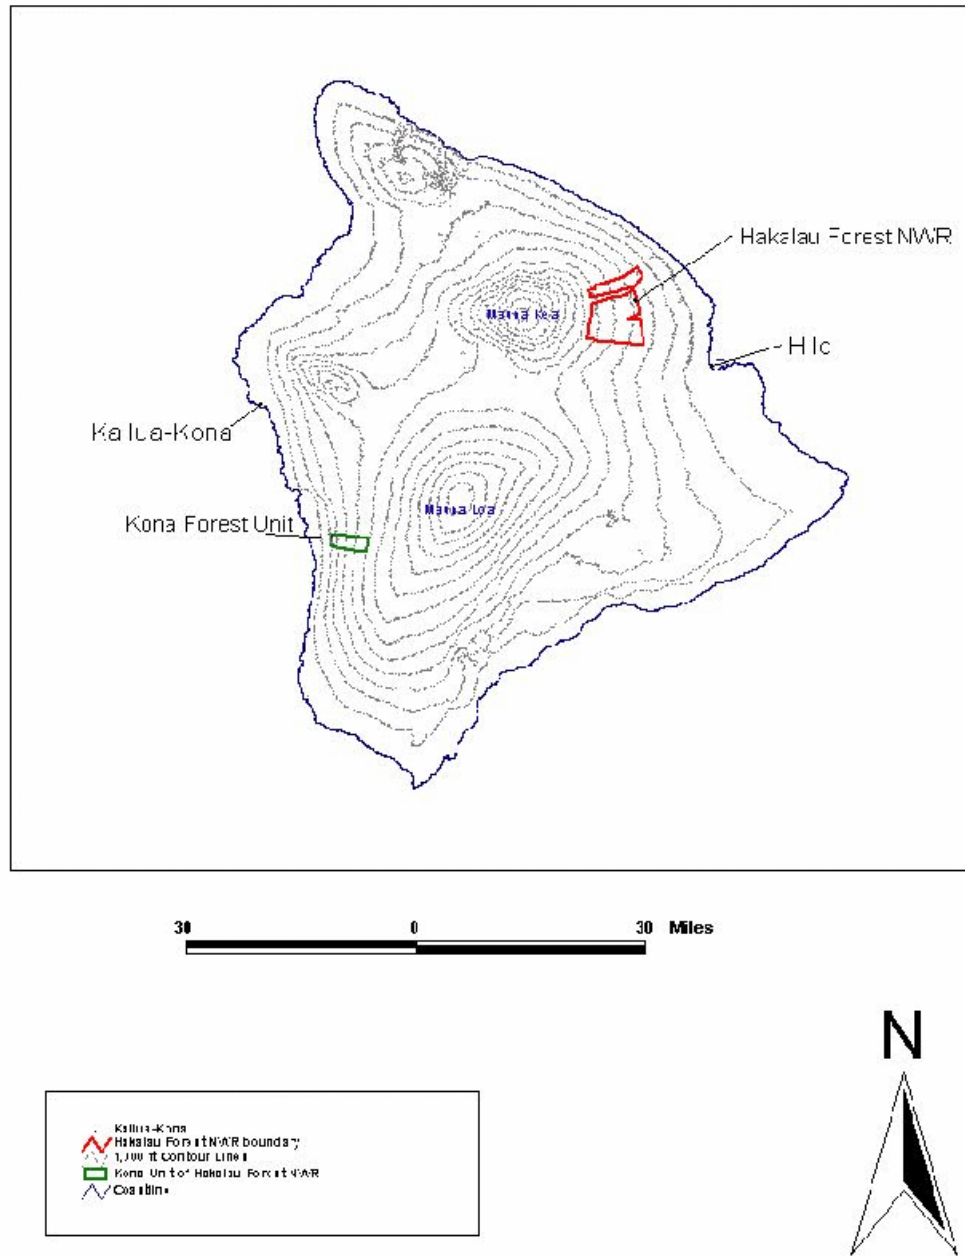 Hakalau Forest NWR
Mauna Kea
Hilo
Kailua-Kona
Mauna Loa
Kona Forest Unit
30 0 30 Miles
N
Kailua-Kona
Hakalau Forest NWR boundary
1,000 ft Contour Lines
Kona Unit of Hakalau Forest NWR
Coastline